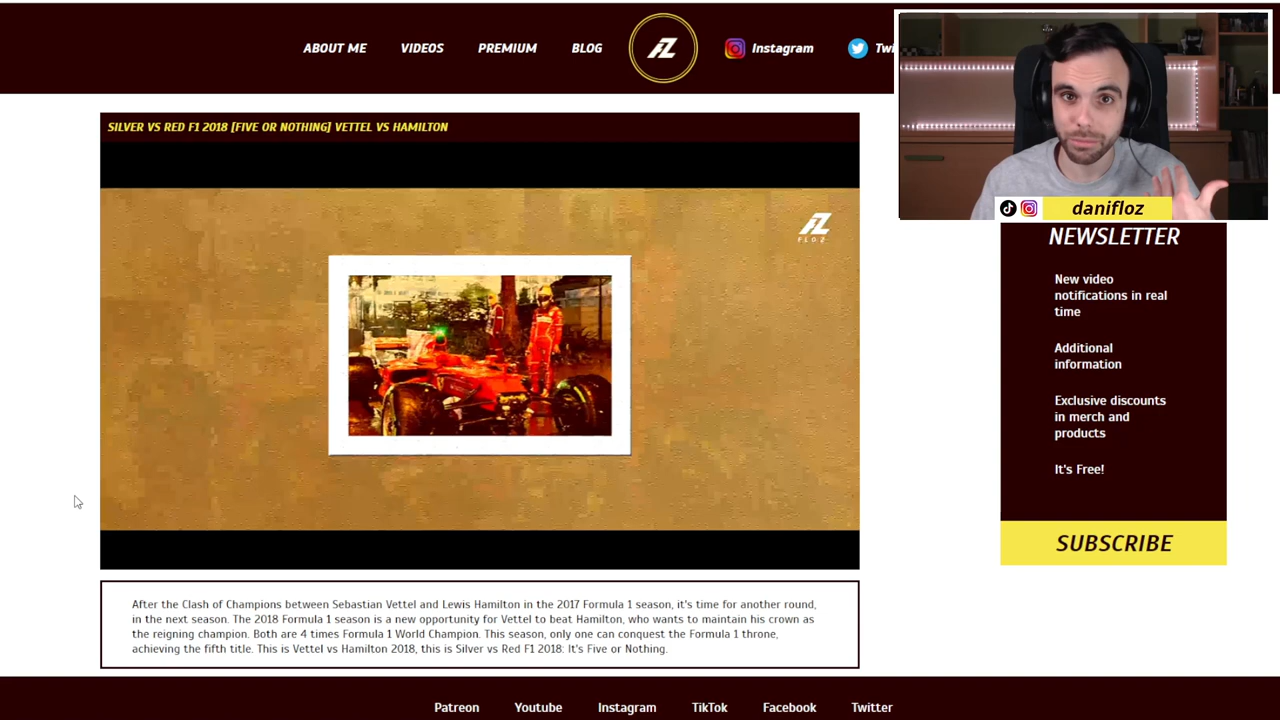 ABOUT ME
VIDEOS
PREMIUM
BLOG
FZ
Instagram
SILVER VS RED F1 2018 [FIVE OR NOTHING] VETTEL VS HAMILTON
FLOZ
danifloz
NEWSLETTER
New video
notifications in real
time
Additional
information
Exclusive discounts
in merch and
products
It's Free!
SUBSCRIBE
After the Clash of Champions between Sebastian Vettel and Lewis Hamilton in the 2017 Formula 1 season, it's time for another round,
in the next season. The 2018 Formula 1 season is a new opportunity for Vettel to beat Hamilton, who wants to maintain his crown as
the reigning champion. Both are 4 times Formula 1 World Champion. This season, only one can conquest the Formula 1 throne,
achieving the fifth title. This is Vettel vs Hamilton 2018, this is Silver vs Red F1 2018: It's Five or Nothing.
Patreon
Youtube
Instagram
TikTok
Facebook
Twitter